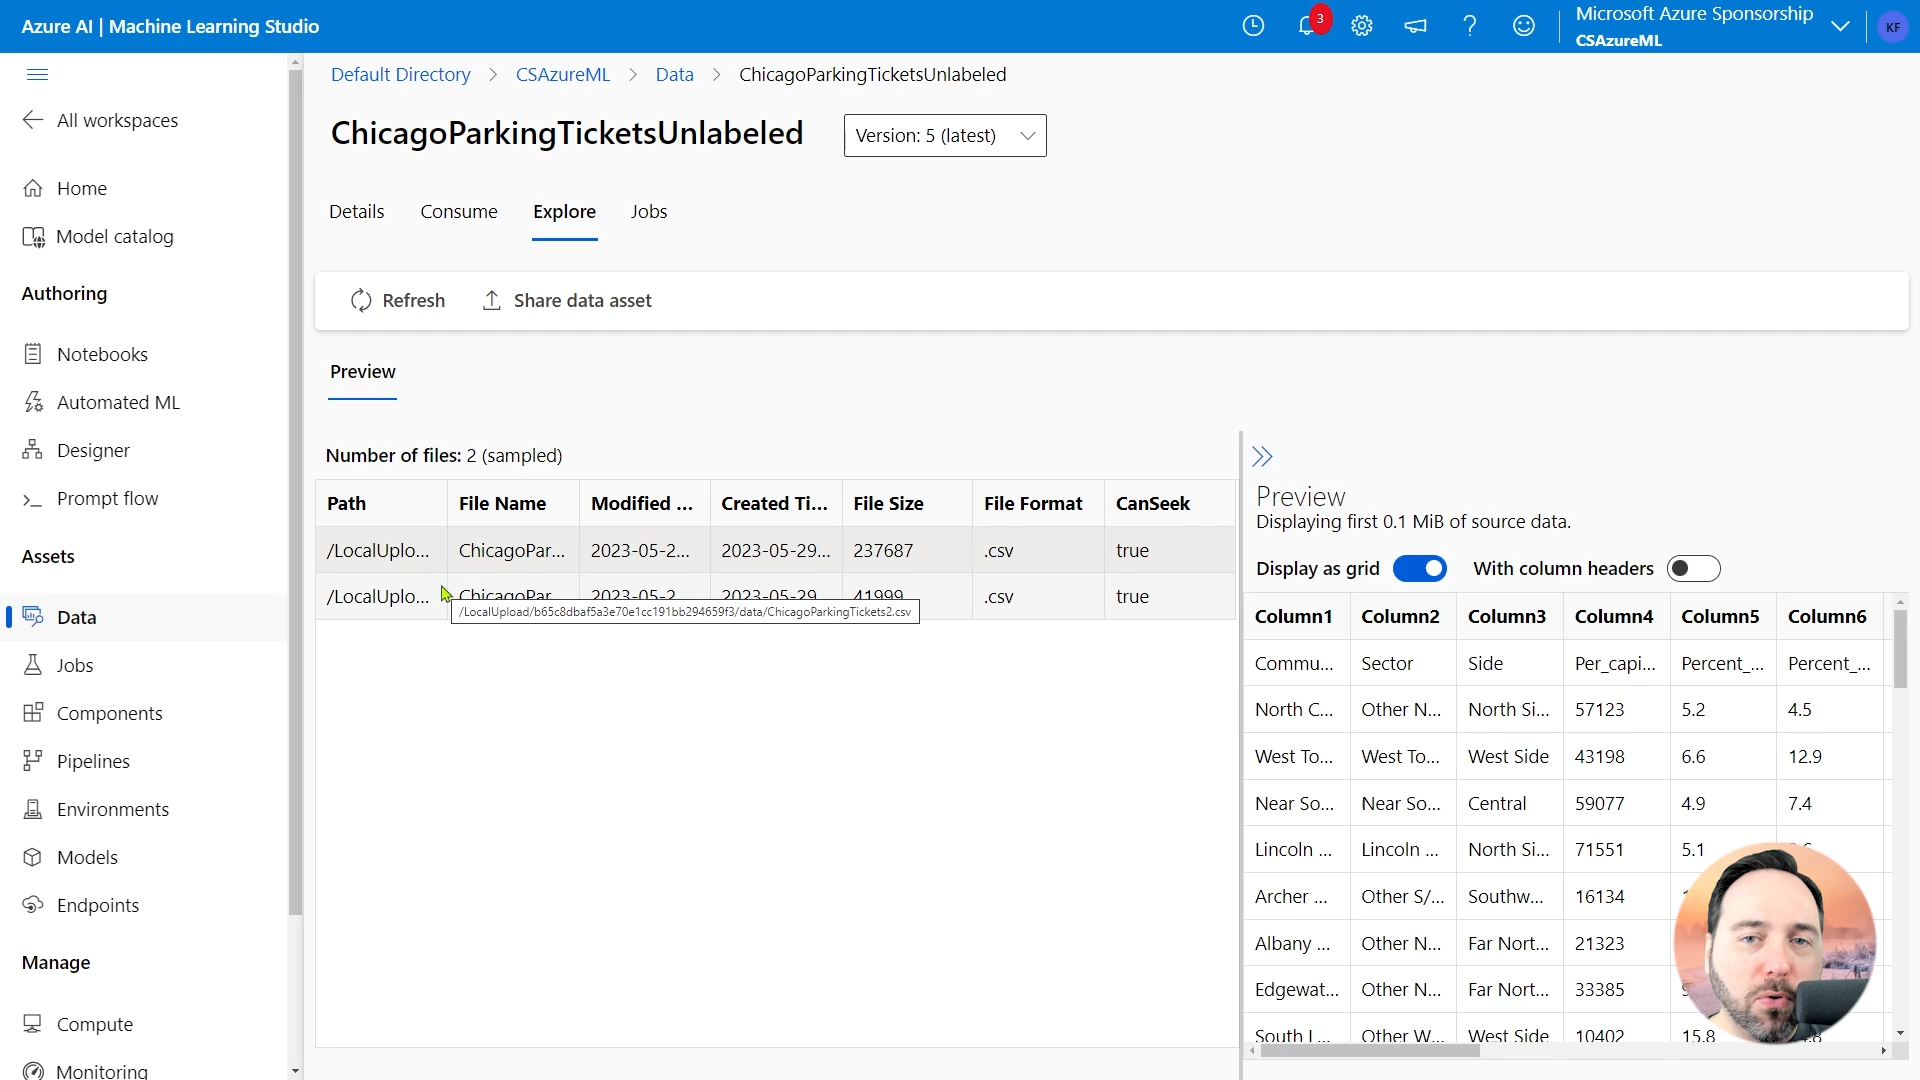 Azure AI | Machine Learning Studio
3
Microsoft Azure Sponsorship
CSAzureML
KF
All workspaces
Home
Model catalog
Authoring
Notebooks
Automated ML
Designer
Prompt flow
Assets
Data
Jobs
Components
Pipelines
Environments
Models
Endpoints
Manage
Compute
Monitoring
Default Directory > CSAzureML > Data > ChicagoParkingTicketsUnlabeled
ChicagoParkingTicketsUnlabeled
Version: 5 (latest)
Details Consume Explore Jobs
Refresh Share data asset
Preview
Number of files: 2 (sampled)
Path File Name Modified ... Created Ti... File Size File Format CanSeek
/LocalUplo... ChicagoPar... 2023-05-2... 2023-05-29... 237687 .csv true
/LocalUplo... ChicagoPar 2023-05-2 2023-05-29 41999 .csv true
/LocalUpload/b65c8dbaf5a3e70e1cc191bb294659f3/data/ChicagoParkingTickets2.csv
Preview
Displaying first 0.1 MiB of source data.
Display as grid With column headers
Column1 Column2 Column3 Column4 Column5 Column6
Commu... Sector Side Per_capi... Percent_... Percent_...
North C... Other N... North Si... 57123 5.2 4.5
West To... West To... West Side 43198 6.6 12.9
Near So... Near So... Central 59077 4.9 7.4
Lincoln ... Lincoln ... North Si... 71551 5.1
Archer ... Other S/... Southw... 16134
Albany ... Other N... Far Nort... 21323
Edgewat... Other N... Far Nort... 33385
South L... Other W... West Side 10402 15.8